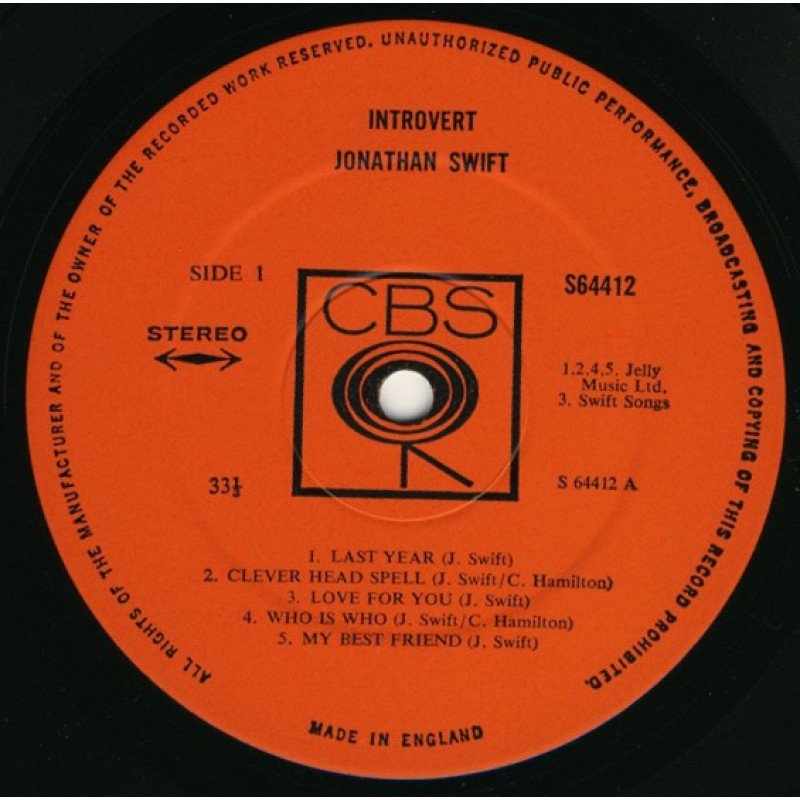 ALL RIGHTS OF THE MANUFACTURER AND OF THE OWNER OF THE RECORDED WORK RESERVED. UNAUTHORIZED PUBLIC PERFORMANCE, BROADCASTING AND COPYING OF THIS RECORD PROHIBITED.
INTROVERT
JONATHAN SWIFT
SIDE 1
CBS
S64412
STEREO
1,2,4,5. Jelly
Music Ltd.
3. Swift Songs
33⅓
S 64412 A
1. LAST YEAR (J. Swift)
2. CLEVER HEAD SPELL (J. Swift/C. Hamilton)
3. LOVE FOR YOU (J. Swift)
4. WHO IS WHO (J. Swift/C. Hamilton)
5. MY BEST FRIEND (J. Swift)
MADE IN ENGLAND